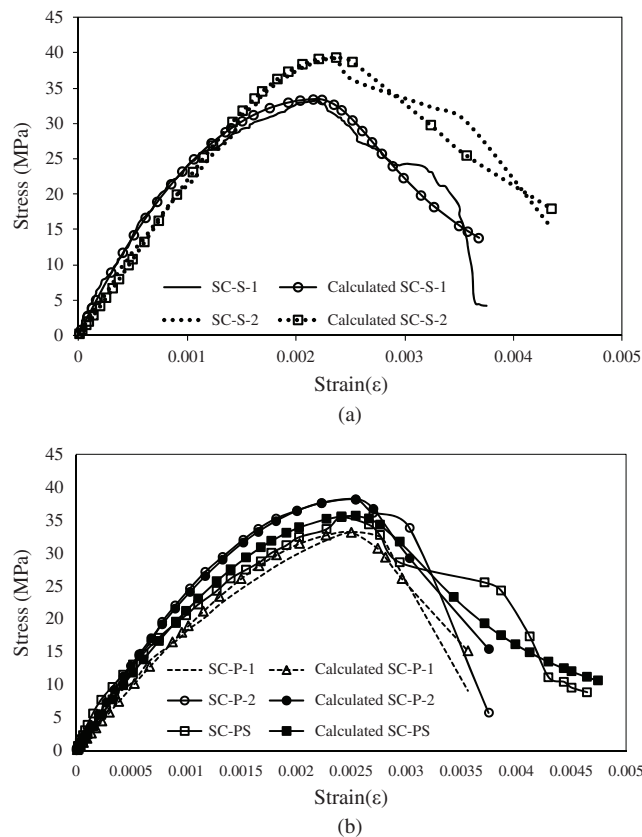 45
40
35
30
25
20
15
10
5
0
Stress (MPa)
SC-S-1
Calculated SC-S-1
SC-S-2
Calculated SC-S-2
0 0.001 0.002 0.003 0.004 0.005
Strain(ε)
(a)
45
40
35
30
25
20
15
10
5
0
Stress (MPa)
SC-P-1
Calculated SC-P-1
SC-P-2
Calculated SC-P-2
SC-PS
Calculated SC-PS
0 0.0005 0.001 0.0015 0.002 0.0025 0.003 0.0035 0.004 0.0045 0.005
Strain(ε)
(b)